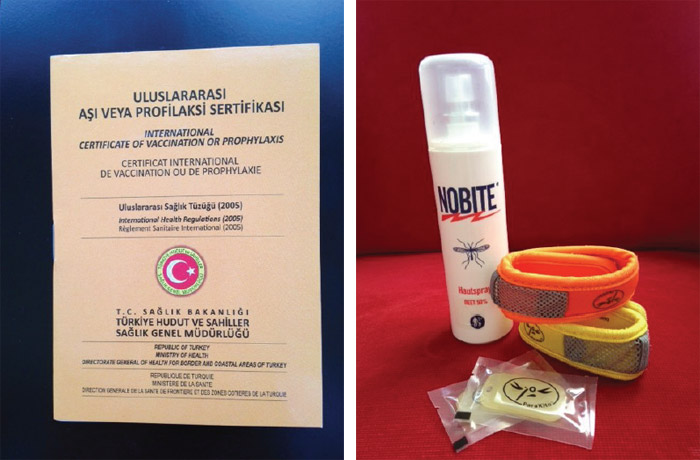 ULUSLARARASI
AŞI VEYA PROFİLAKSİ SERTİFİKASI
INTERNATIONAL
CERTIFICATE OF VACCINATION OR PROPHYLAXIS
CERTIFICAT INTERNATIONAL
DE VACCINATION OU DE PROPHYLAXIE
Uluslararası Sağlık Tüzüğü (2005)
International Health Regulations (2005)
Règlement Sanitaire International (2005)
T.C. SAĞLIK BAKANLIĞI
TÜRKİYE HUDUT VE SAHİLLER
SAĞLIK GENEL MÜDÜRLÜĞÜ
REPUBLIC OF TURKEY
MINISTRY OF HEALTH
DIRECTORATE GENERAL OF HEALTH FOR BORDER AND COASTAL AREAS OF TURKEY
REPUBLIQUE DE TURQUIE
MINISTERE DE LA SANTE
DIRECTION GENERALE DE LA SANTE DE FRONTIERE ET DES ZONES COTIERES DE LA TURQUIE
NOBITE
Hautspray
DEET 50%
Para'Kito